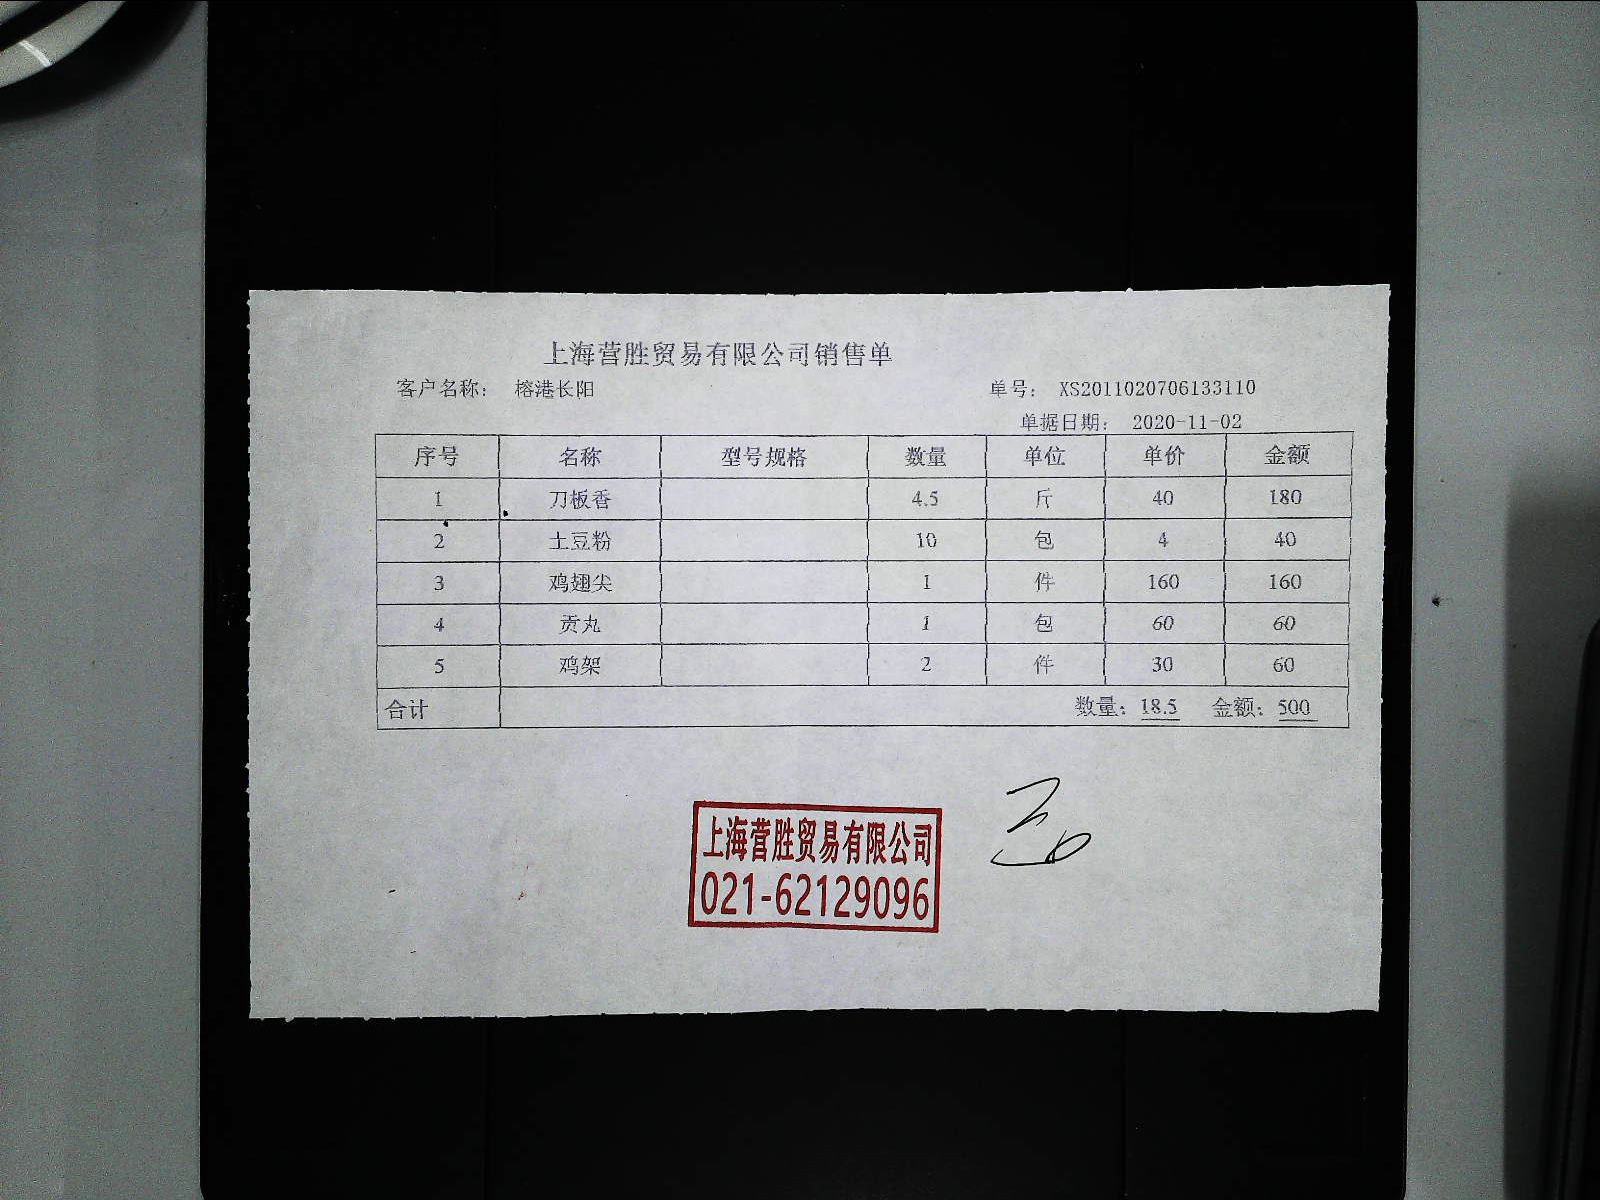 上海营胜贸易有限公司销售单
客户名称： 榕港长阳 单号： XS2011020706133110
单据日期： 2020-11-02
序号 名称 型号规格 数量 单位 单价 金额
1 刀板香 4.5 斤 40 180
2 土豆粉 10 包 4 40
3 鸡翅尖 1 件 160 160
4 贡丸 1 包 60 60
5 鸡架 2 件 30 60
合计 数量： 18.5 金额： 500
上海营胜贸易有限公司
021-62129096